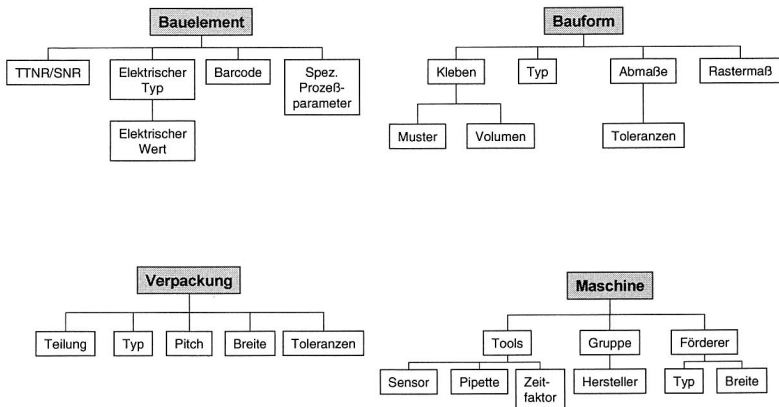 Bauelement
TTNR/SNR
Elektrischer
Typ
Barcode
Spez.
Prozeß-
parameter
Elektrischer
Wert
Bauform
Kleben
Typ
Abmaße
Rastermaß
Muster
Volumen
Toleranzen
Verpackung
Teilung
Typ
Pitch
Breite
Toleranzen
Maschine
Tools
Gruppe
Förderer
Sensor
Pipette
Zeit-
faktor
Hersteller
Typ
Breite